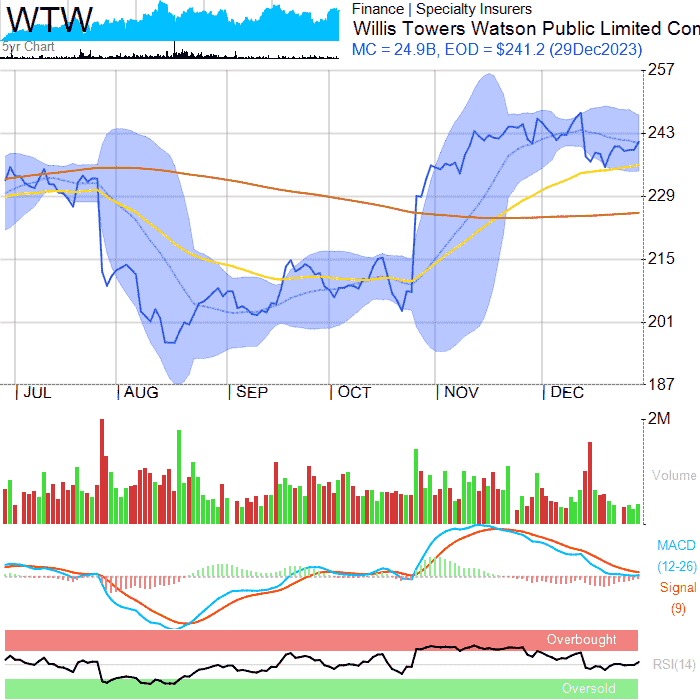 WTW
5yr Chart
Finance | Specialty Insurers
Willis Towers Watson Public Limited Con
MC = 24.9B, EOD = $241.2 (29Dec2023)
257
243
229
215
201
187
| JUL | AUG | SEP | OCT | NOV | DEC
2M
Volume
MACD
(12-26)
Signal
(9)
Overbought
RSI(14)
Oversold